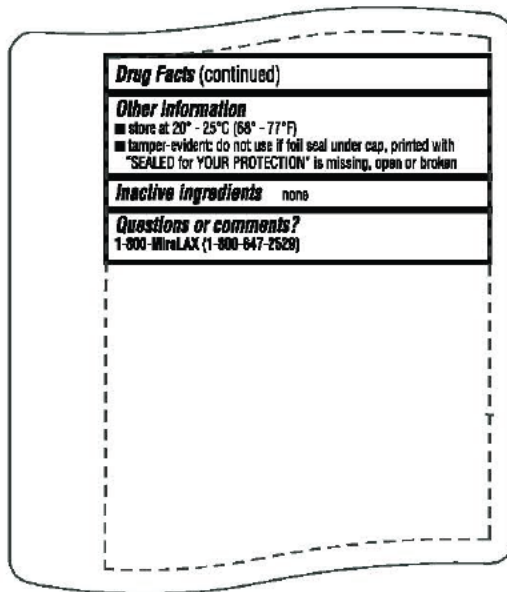 Drug Facts (continued)
Other information
■ store at 20° - 25°C (68° - 77°F)
■ tamper-evident: do not use if foil seal under cap, printed with
"SEALED for YOUR PROTECTION" is missing, open or broken
Inactive ingredients none
Questions or comments?
1-800-MiraLAX (1-800-647-2529)